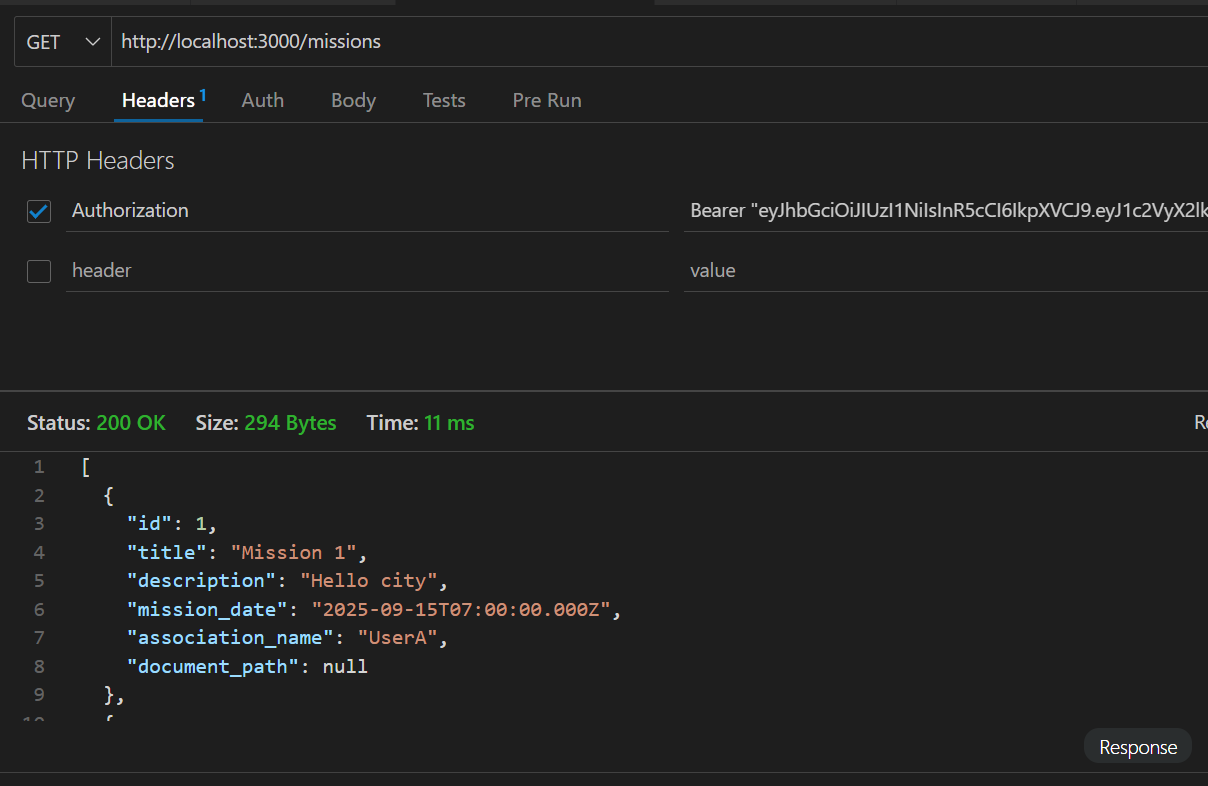 GET http://localhost:3000/missions
Query Headers 1 Auth Body Tests Pre Run
HTTP Headers
Authorization Bearer "eyJhbGciOiJIUzI1NiIsInR5cCI6IkpXVCJ9.eyJ1c2VyX2lk
header value
Status: 200 OK Size: 294 Bytes Time: 11 ms
1 [
2 {
3 "id": 1,
4 "title": "Mission 1",
5 "description": "Hello city",
6 "mission_date": "2025-09-15T07:00:00.000Z",
7 "association_name": "UserA",
8 "document_path": null
9 },
10 {
Response